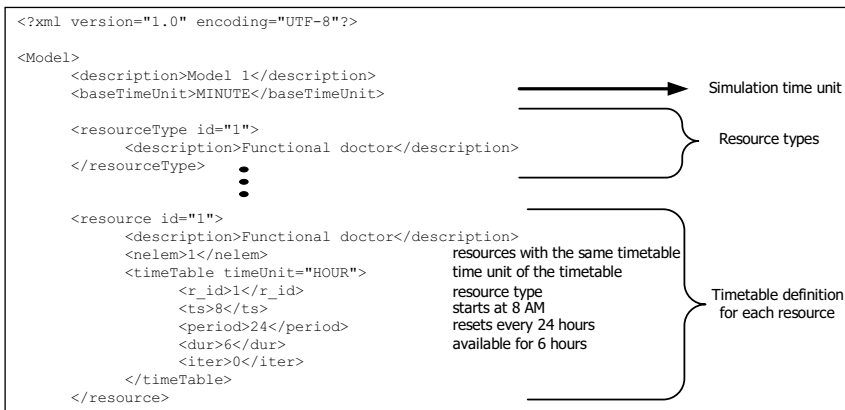 <?xml version="1.0" encoding="UTF-8"?>
<Model>
<description>Model 1</description>
<baseTimeUnit>MINUTE</baseTimeUnit>
Simulation time unit
<resourceType id="1">
<description>Functional doctor</description>
</resourceType>
Resource types
<resource id="1">
<description>Functional doctor</description>
<nelem>1</nelem> resources with the same timetable
<timeTable timeUnit="HOUR"> time unit of the timetable
<r_id>1</r_id> resource type
<ts>8</ts> starts at 8 AM
<period>24</period> resets every 24 hours
<dur>6</dur> available for 6 hours
<iter>0</iter>
</timeTable>
</resource>
Timetable definition
for each resource